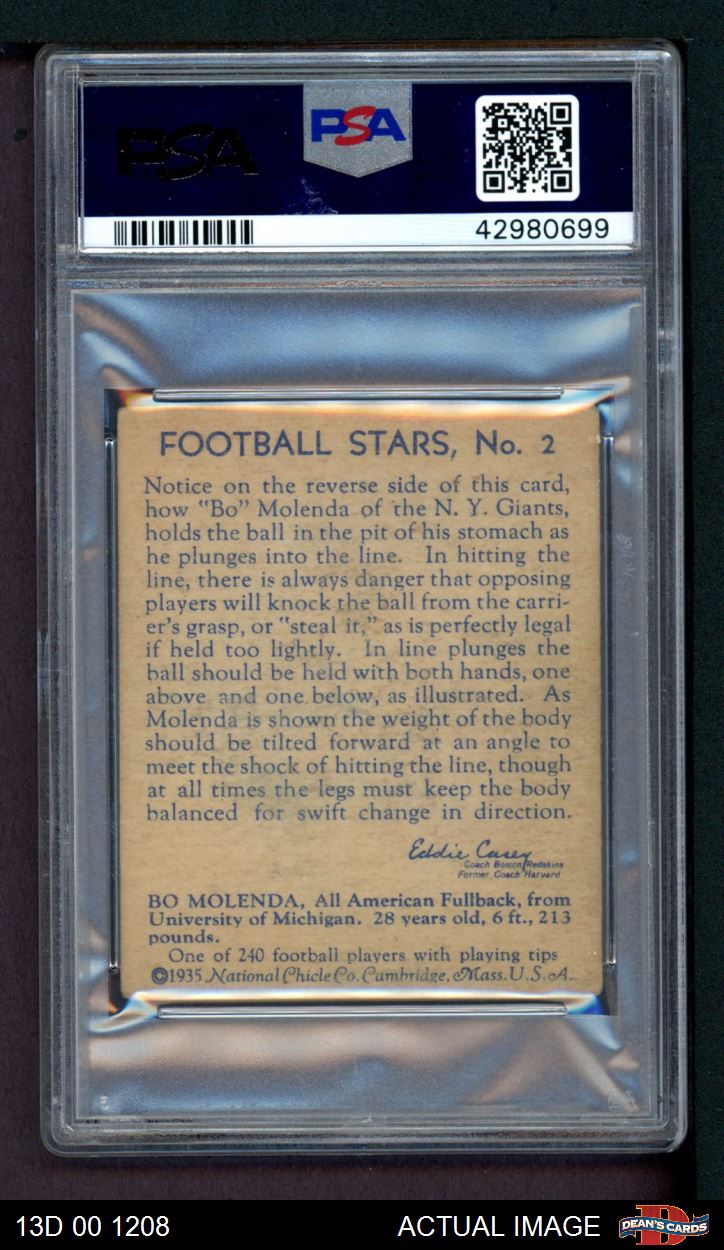 PSA
PSA
42980699
FOOTBALL STARS, No. 2
Notice on the reverse side of this card,
how "Bo" Molenda of the N. Y. Giants,
holds the ball in the pit of his stomach as
he plunges into the line. In hitting the
line, there is always danger that opposing
players will knock the ball from the carri-
er's grasp, or "steal it," as is perfectly legal
if held too lightly. In line plunges the
ball should be held with both hands, one
above and one below, as illustrated. As
Molenda is shown the weight of the body
should be tilted forward at an angle to
meet the shock of hitting the line, though
at all times the legs must keep the body
balanced for swift change in direction.
Eddie Casey
Coach Boston Redskins
Former Coach Harvard
BO MOLENDA, All American Fullback, from
University of Michigan. 28 years old, 6 ft., 213
pounds.
One of 240 football players with playing tips
©1935 National Chicle Co. Cambridge, Mass. U.S.A.
13D 00 1208
ACTUAL IMAGE
DEAN'S CARDS